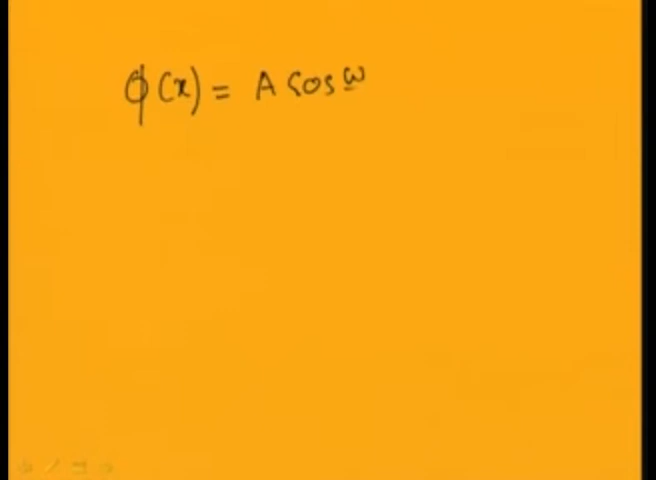 ϕ(x) = A cos ω